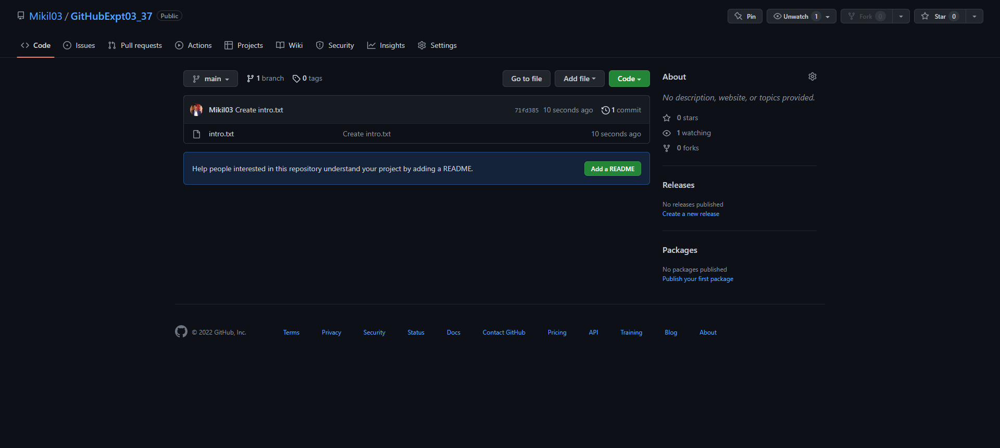 Mikil03 / GitHubExpt03_37 Public
Pin
Unwatch 1
Fork 0
Star 0
Code
Issues
Pull requests
Actions
Projects
Wiki
Security
Insights
Settings
main
1 branch
0 tags
Go to file
Add file
Code
Mikil03 Create intro.txt 71fd385 10 seconds ago 1 commit
intro.txt Create intro.txt 10 seconds ago
Help people interested in this repository understand your project by adding a README.
Add a README
About
No description, website, or topics provided.
0 stars
1 watching
0 forks
Releases
No releases published
Create a new release
Packages
No packages published
Publish your first package
© 2022 GitHub, Inc.
Terms
Privacy
Security
Status
Docs
Contact GitHub
Pricing
API
Training
Blog
About